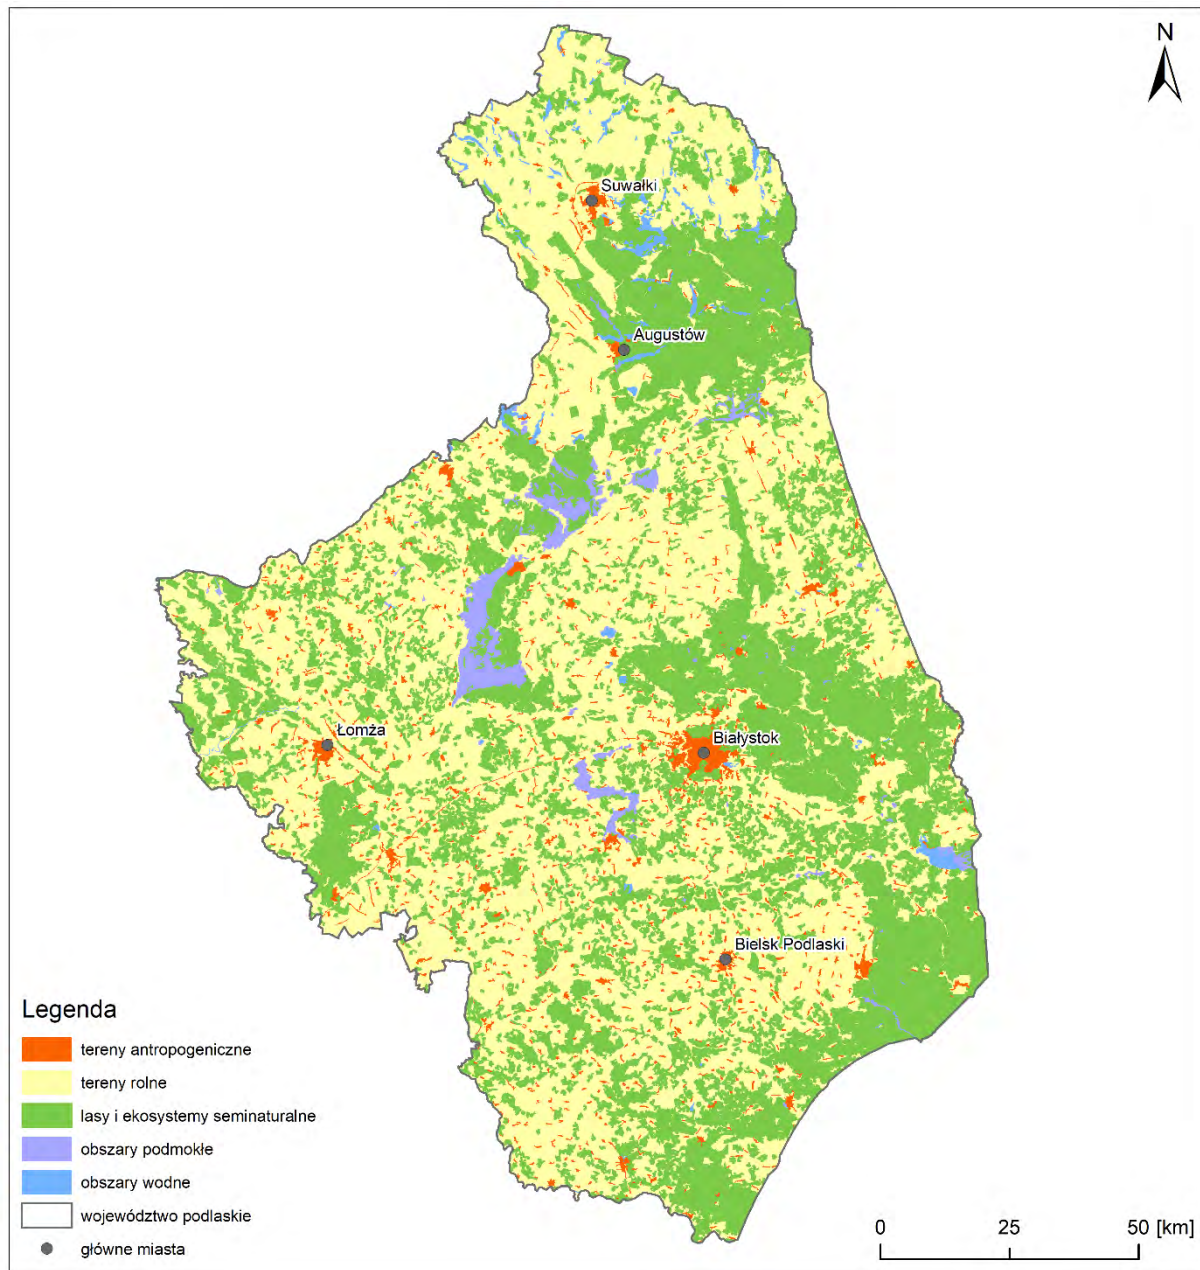 N
Suwałki
Augustów
Łomża
Białystok
Bielsk Podlaski
Legenda
tereny antropogeniczne
tereny rolne
lasy i ekosystemy seminaturalne
obszary podmokłe
obszary wodne
województwo podlaskie
główne miasta
0 25 50 [km]